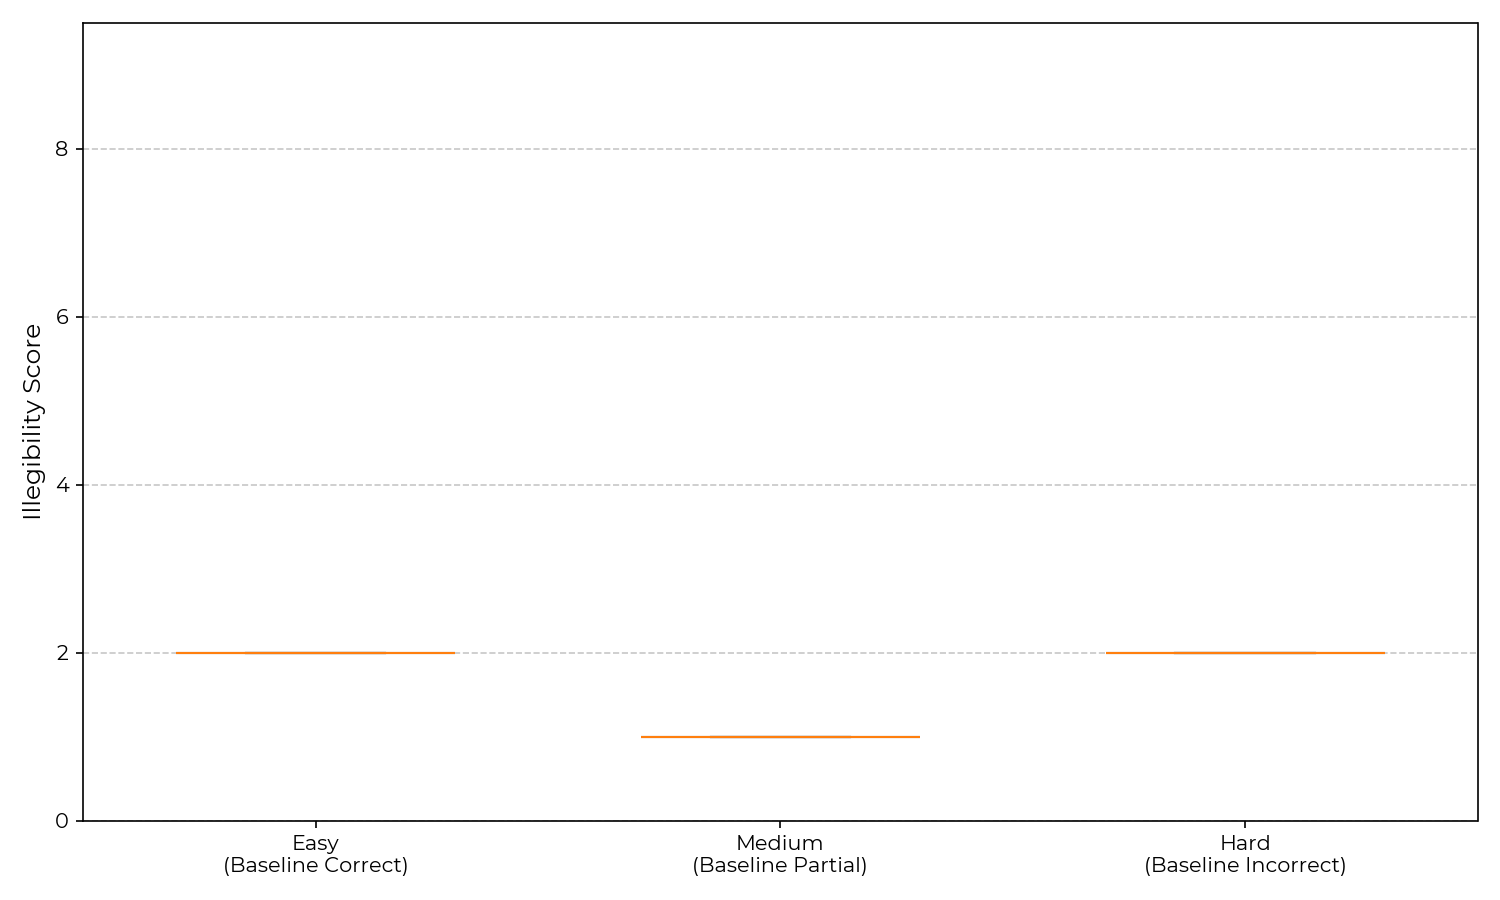 8
6
4
2
0
Illegibility Score
Easy
(Baseline Correct)
Medium
(Baseline Partial)
Hard
(Baseline Incorrect)